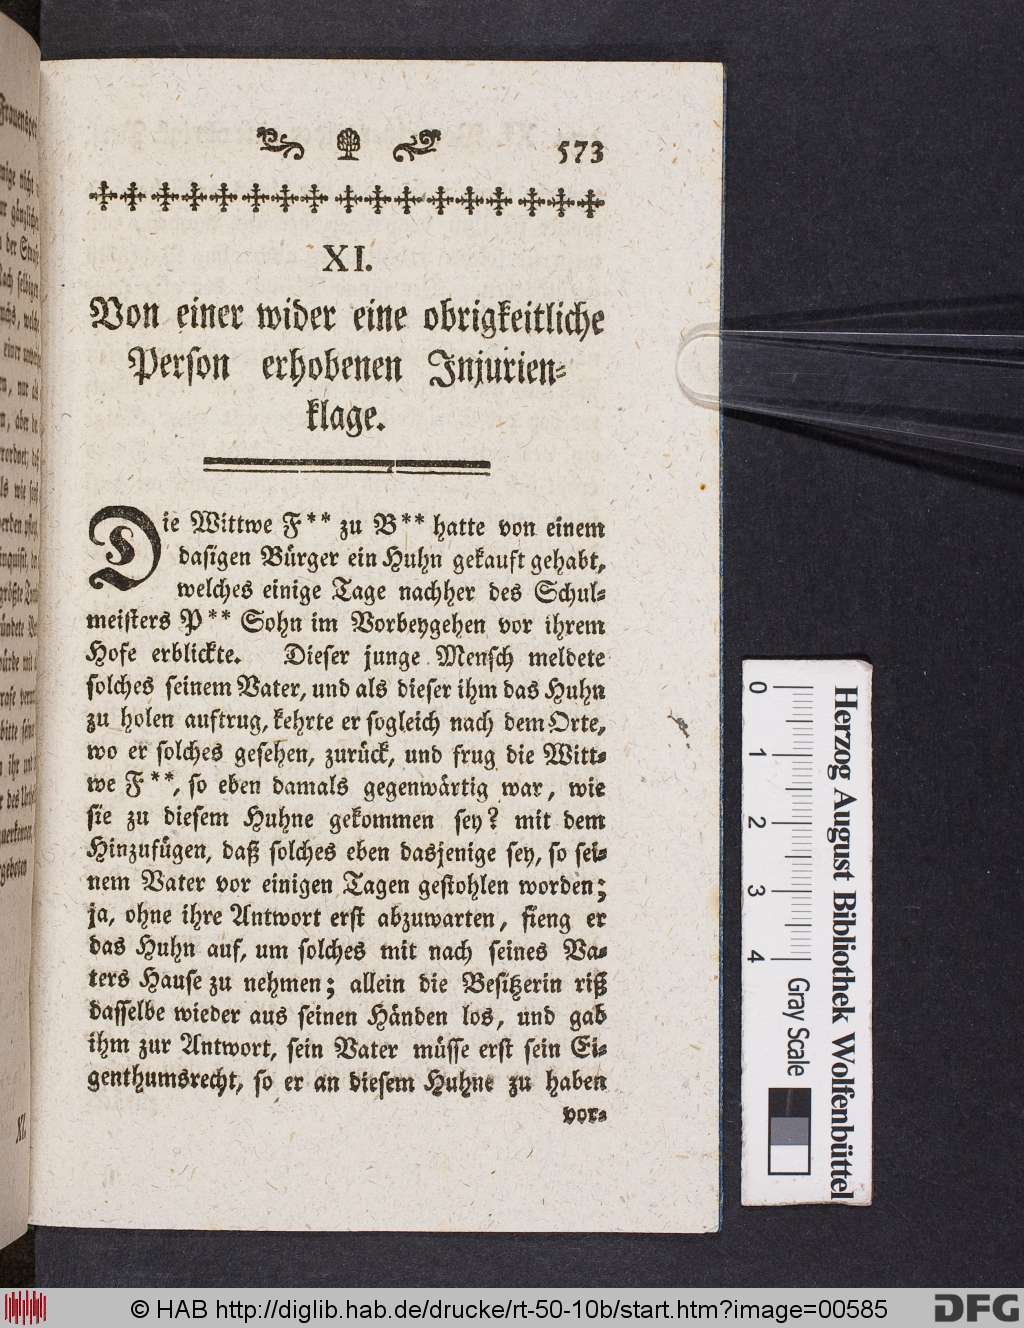 573
XI.
Von einer wider eine obrigkeitliche
Perſon erhobenen Injurien⸗
klage.
Die Wittwe F** zu B** hatte von einem
daſigen Bürger ein Huhn gekauft gehabt,
welches einige Tage nachher des Schul⸗
meiſters P** Sohn im Vorbeygehen vor ihrem
Hofe erblickte. Dieſer junge Menſch meldete
ſolches ſeinem Vater, und als dieſer ihm das Huhn
zu holen auftrug, kehrte er ſogleich nach dem Orte,
wo er ſolches geſehen, zurück, und frug die Witt⸗
we F**, ſo eben damals gegenwärtig war, wie
ſie zu dieſem Huhne gekommen ſey? mit dem
Hinzufügen, daß ſolches eben dasjenige ſey, ſo ſei⸗
nem Vater vor einigen Tagen geſtohlen worden;
ja, ohne ihre Antwort erſt abzuwarten, fieng er
das Huhn auf, um ſolches mit nach ſeines Va⸗
ters Hauſe zu nehmen; allein die Beſitzerin riß
daſſelbe wieder aus ſeinen Händen los, und gab
ihm zur Antwort, ſein Vater müſſe erſt ſein Ei⸗
genthumsrecht, ſo er an dieſem Huhne zu haben
vor⸗
0 1 2 3 4
Gray Scale
Herzog August Bibliothek Wolfenbüttel
© HAB http://diglib.hab.de/drucke/rt-50-10b/start.htm?image=00585
DFG